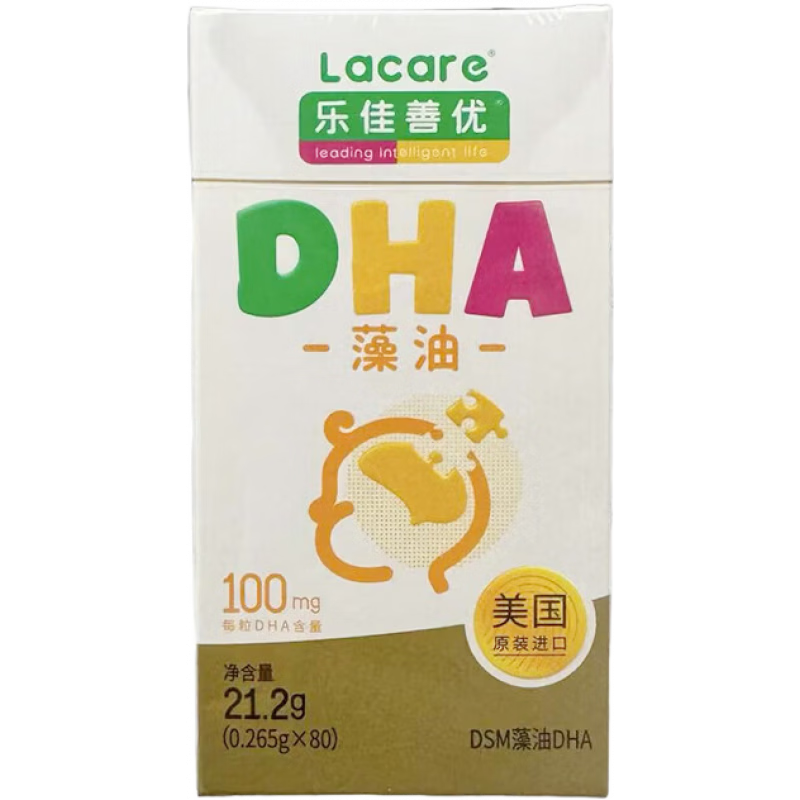 Lacare®
乐佳善优®
leading intelligent life
DHA
藻油
100mg
每粒DHA含量
美国
原装进口
净含量
21.2g
(0.265g×80)
DSM藻油DHA